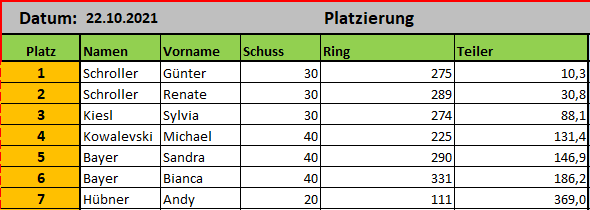 Datum: 22.10.2021 Platzierung
Platz Namen Vorname Schuss Ring Teiler
1 Schroller Günter 30 275 10,3
2 Schroller Renate 30 289 30,8
3 Kiesl Sylvia 30 274 88,1
4 Kowalevski Michael 40 225 131,4
5 Bayer Sandra 40 290 146,9
6 Bayer Bianca 40 331 186,2
7 Hübner Andy 20 111 369,0